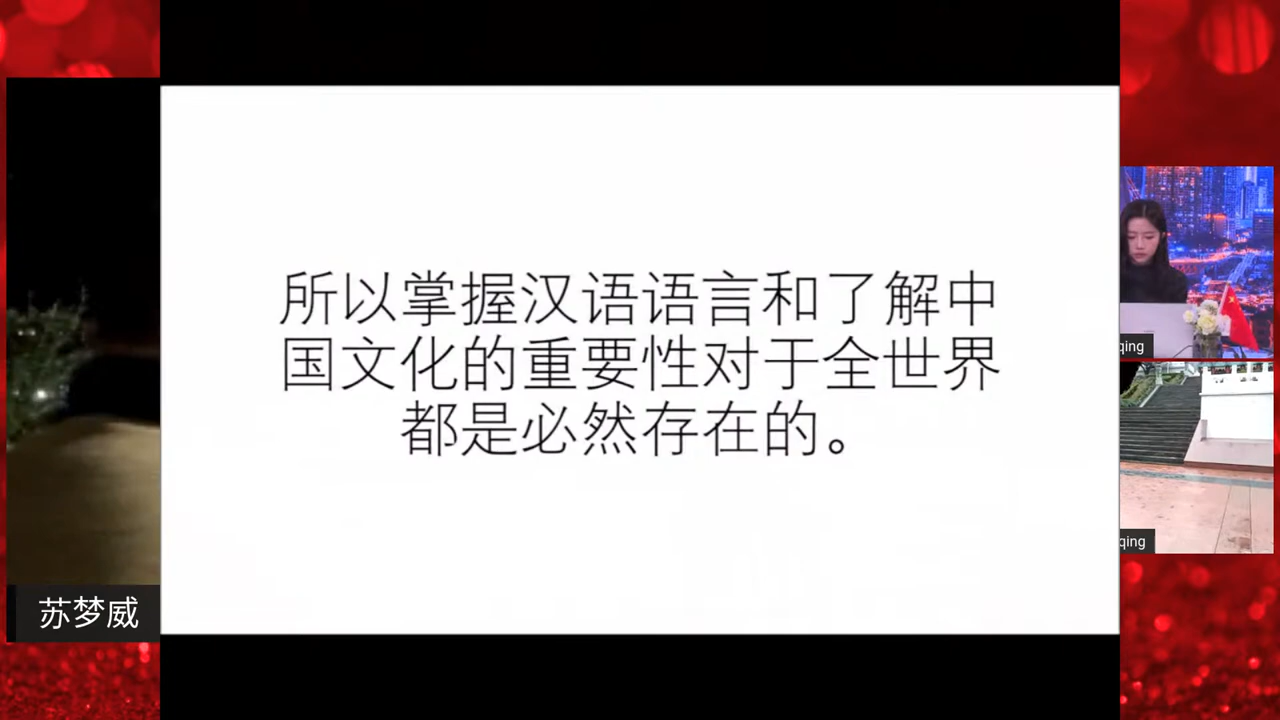 所以掌握汉语语言和了解中
国文化的重要性对于全世界
都是必然存在的。
苏梦威
qing
qing